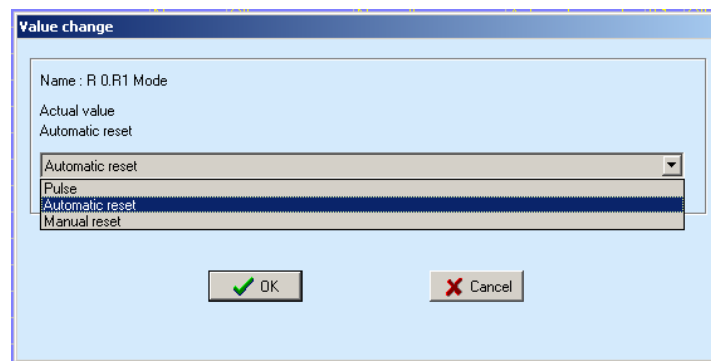 Value change
Name : R 0.R1 Mode
Actual value
Automatic reset
Automatic reset
Pulse
Automatic reset
Manual reset
OK
Cancel